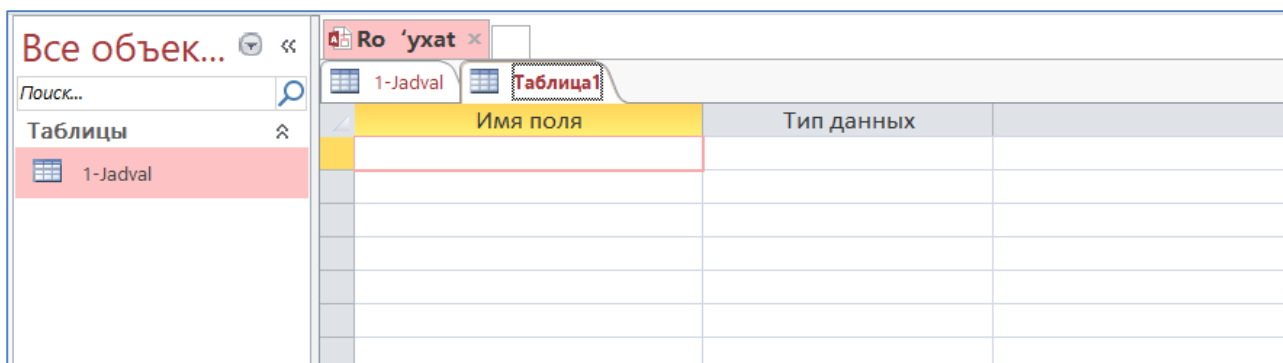 Все объек...
Поиск...
Таблицы
1-Jadval
Ro ‘yxat
1-Jadval Таблица1
Имя поля Тип данных